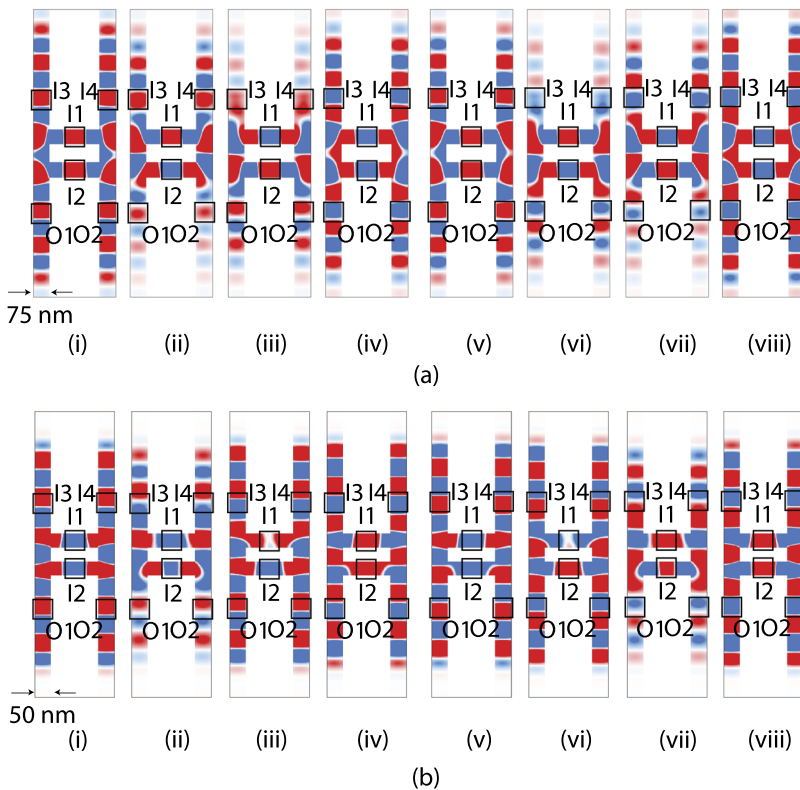 I3 I4 I3 I4 I3 I4 I3 I4 I3 I4 I3 I4 I3 I4 I3 I4
I1 I1 I1 I1 I1 I1 I1 I1
I2 I2 I2 I2 I2 I2 I2 I2
O1O2 O1O2 O1O2 O1O2 O1O2 O1O2 O1O2 O1O2
75 nm
(i) (ii) (iii) (iv) (v) (vi) (vii) (viii)
(a)
I3 I4 I3 I4 I3 I4 I3 I4 I3 I4 I3 I4 I3 I4 I3 I4
I1 I1 I1 I1 I1 I1 I1 I1
I2 I2 I2 I2 I2 I2 I2 I2
O1O2 O1O2 O1O2 O1O2 O1O2 O1O2 O1O2 O1O2
50 nm
(i) (ii) (iii) (iv) (v) (vi) (vii) (viii)
(b)